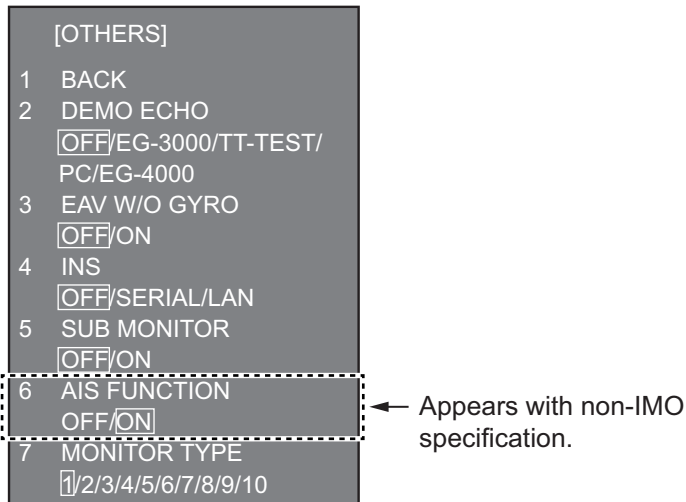 [OTHERS]
1 BACK
2 DEMO ECHO
OFF/EG-3000/TT-TEST/
PC/EG-4000
3 EAV W/O GYRO
OFF/ON
4 INS
OFF/SERIAL/LAN
5 SUB MONITOR
OFF/ON
6 AIS FUNCTION
OFF/ON
7 MONITOR TYPE
1/2/3/4/5/6/7/8/9/10
Appears with non-IMO
specification.